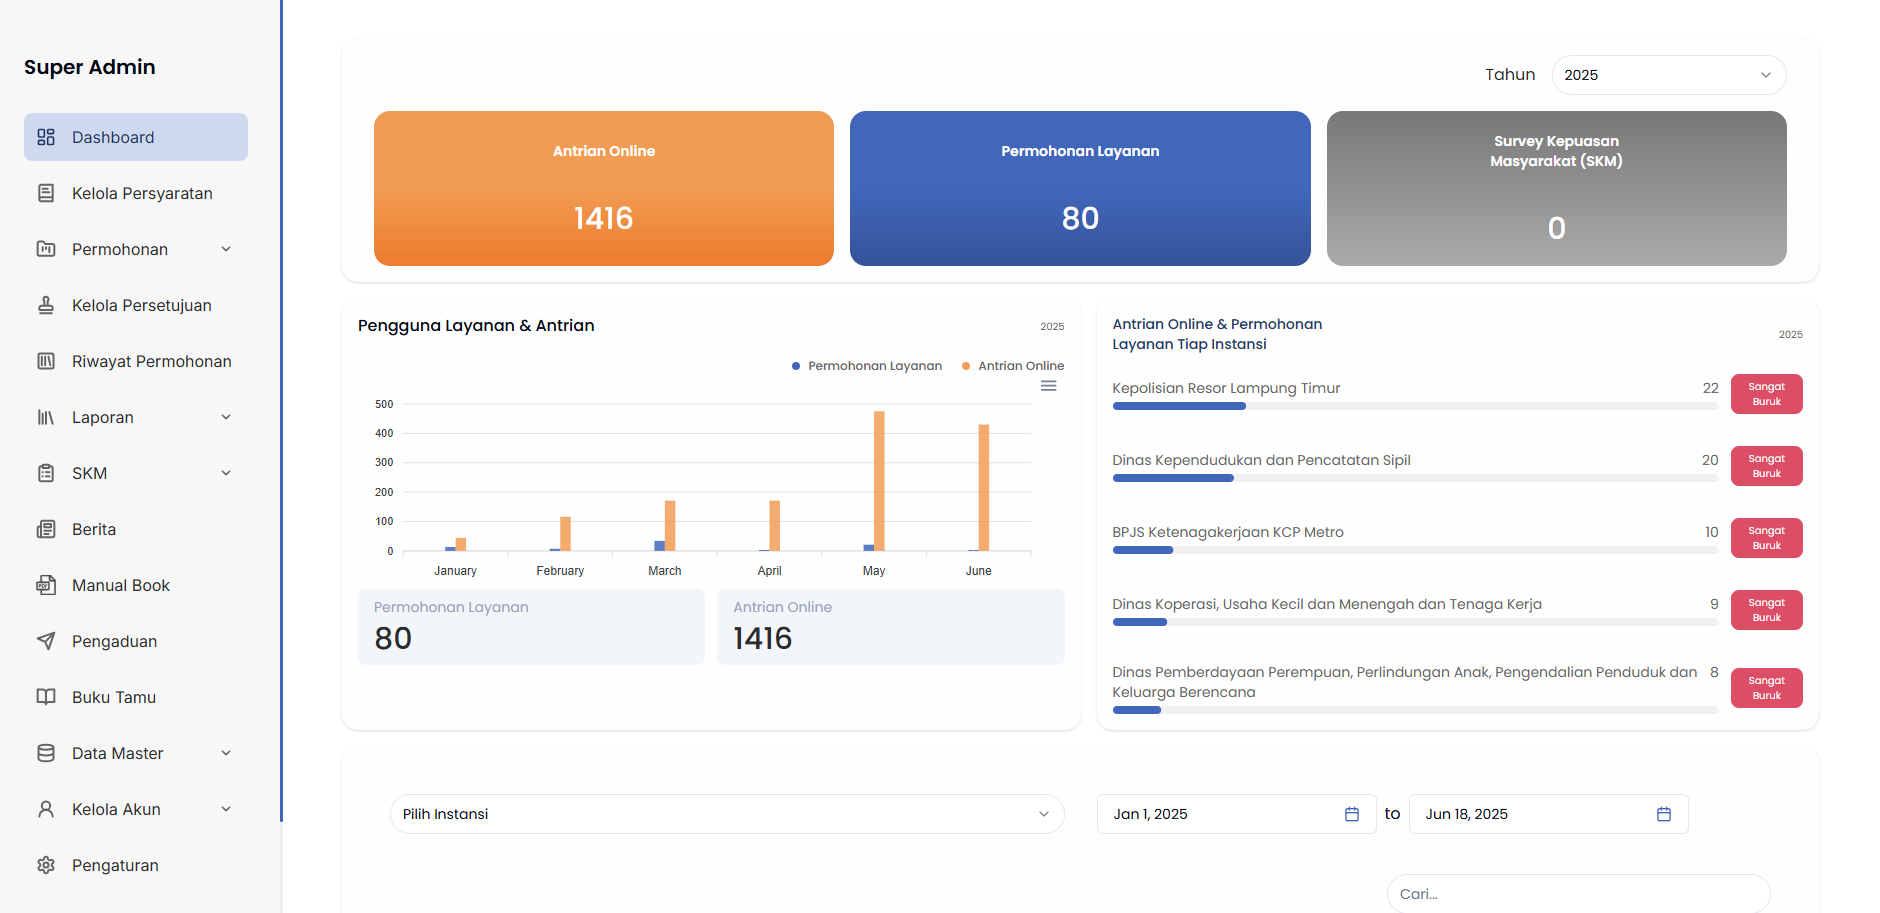 Super Admin
Dashboard
Kelola Persyaratan
Permohonan
Kelola Persetujuan
Riwayat Permohonan
Laporan
SKM
Berita
Manual Book
Pengaduan
Buku Tamu
Data Master
Kelola Akun
Pengaturan
Tahun
2025
Antrian Online
1416
Permohonan Layanan
80
Survey Kepuasan
Masyarakat (SKM)
0
Pengguna Layanan & Antrian
2025
Permohonan Layanan
Antrian Online
500
400
300
200
100
0
January
February
March
April
May
June
Permohonan Layanan
80
Antrian Online
1416
Antrian Online & Permohonan
Layanan Tiap Instansi
2025
Kepolisian Resor Lampung Timur
22
Sangat
Buruk
Dinas Kependudukan dan Pencatatan Sipil
20
Sangat
Buruk
BPJS Ketenagakerjaan KCP Metro
10
Sangat
Buruk
Dinas Koperasi, Usaha Kecil dan Menengah dan Tenaga Kerja
9
Sangat
Buruk
Dinas Pemberdayaan Perempuan, Perlindungan Anak, Pengendalian Penduduk dan
Keluarga Berencana
8
Sangat
Buruk
Pilih Instansi
Jan 1, 2025
to
Jun 18, 2025
Cari...